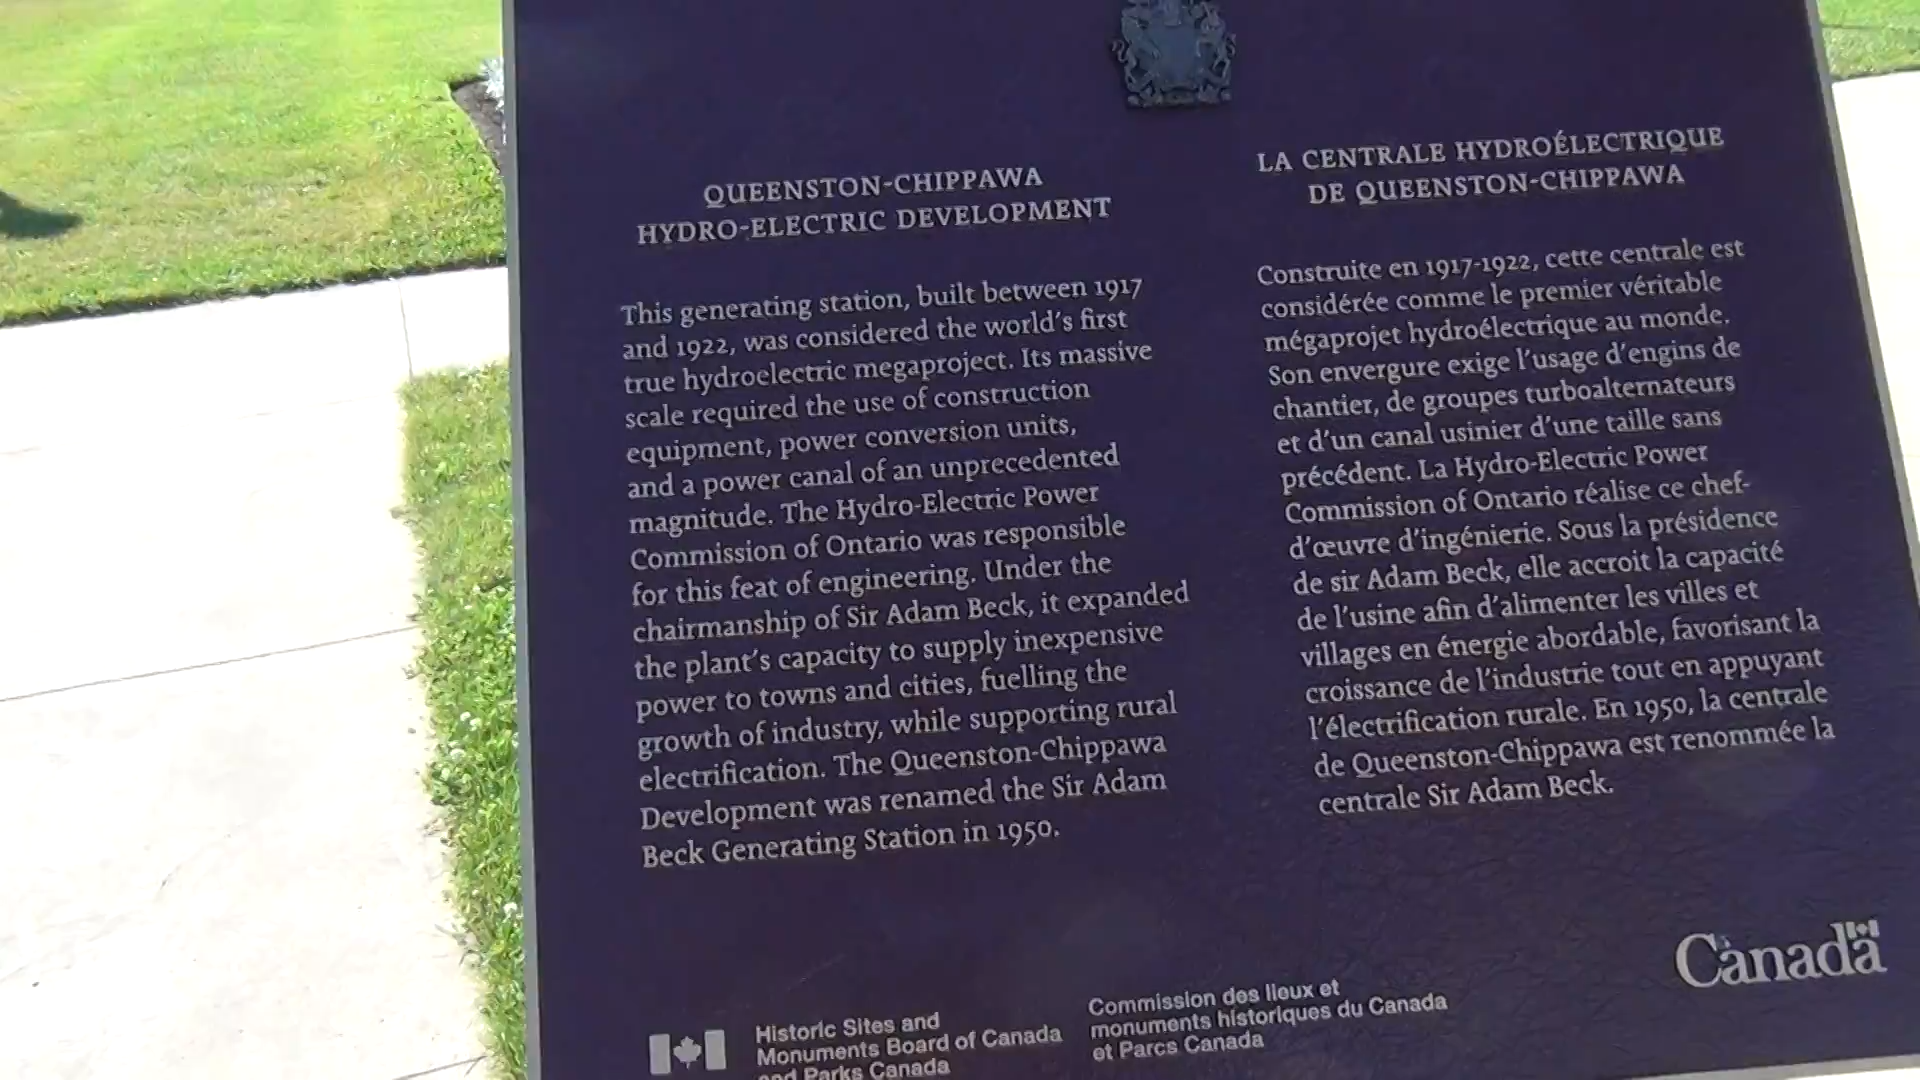 QUEENSTON-CHIPPAWA
HYDRO-ELECTRIC DEVELOPMENT
This generating station, built between 1917
and 1922, was considered the world's first
true hydroelectric megaproject. Its massive
scale required the use of construction
equipment, power conversion units,
and a power canal of an unprecedented
magnitude. The Hydro-Electric Power
Commission of Ontario was responsible
for this feat of engineering. Under the
chairmanship of Sir Adam Beck, it expanded
the plant's capacity to supply inexpensive
power to towns and cities, fuelling the
growth of industry, while supporting rural
electrification. The Queenston-Chippawa
Development was renamed the Sir Adam
Beck Generating Station in 1950.
LA CENTRALE HYDROÉLECTRIQUE
DE QUEENSTON-CHIPPAWA
Construite en 1917-1922, cette centrale est
considérée comme le premier véritable
mégaprojet hydroélectrique au monde.
Son envergure exige l'usage d'engins de
chantier, de groupes turboalternateurs
et d'un canal usinier d'une taille sans
précédent. La Hydro-Electric Power
Commission of Ontario réalise ce chef-
d'œuvre d'ingénierie. Sous la présidence
de sir Adam Beck, elle accroit la capacité
de l'usine afin d'alimenter les villes et
villages en énergie abordable, favorisant la
croissance de l'industrie tout en appuyant
l'électrification rurale. En 1950, la centrale
de Queenston-Chippawa est renommée la
centrale Sir Adam Beck.
Historic Sites and
Monuments Board of Canada
and Parks Canada
Commission des lieux et
monuments historiques du Canada
et Parcs Canada
Canada